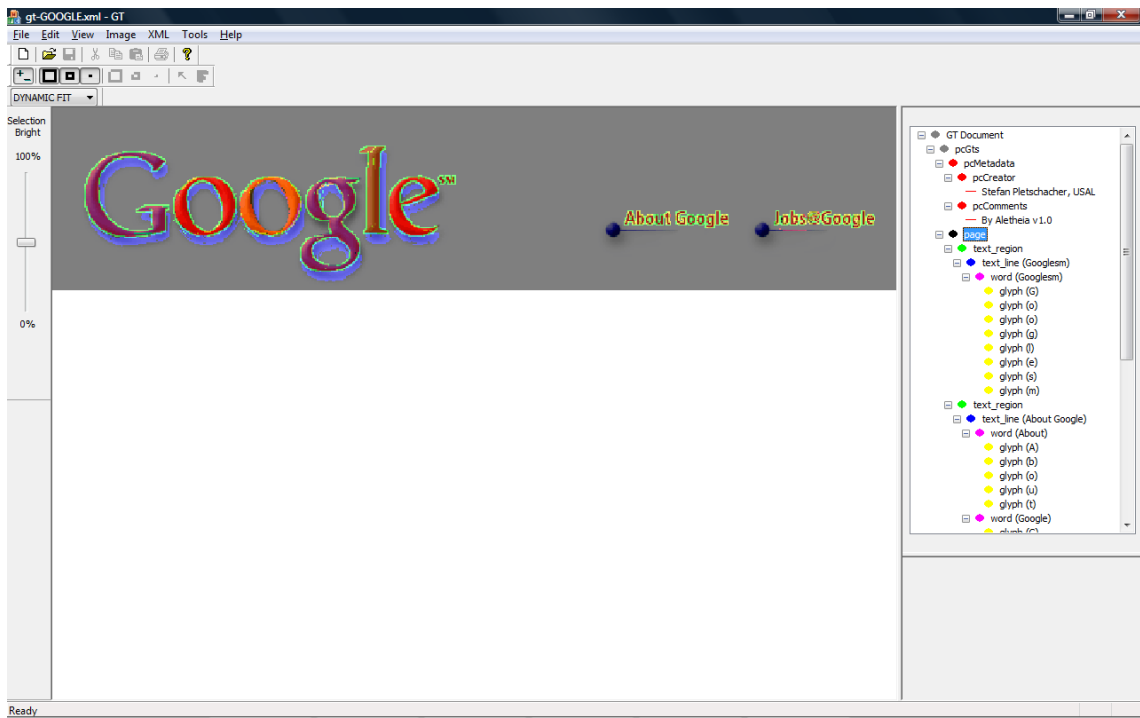 gt-GOOGLE.xml - GT
File Edit View Image XML Tools Help
DYNAMIC FIT
Selection
Bright
100%
0%
Google SM
About Google Jobs@Google
GT Document
pcGts
pcMetadata
pcCreator
Stefan Pletschacher, USAL
pcComments
By Aletheia v1.0
page
text_region
text_line (Googlesm)
word (Googlesm)
glyph (G)
glyph (o)
glyph (o)
glyph (g)
glyph (l)
glyph (e)
glyph (s)
glyph (m)
text_region
text_line (About Google)
word (About)
glyph (A)
glyph (b)
glyph (o)
glyph (u)
glyph (t)
word (Google)
glyph (G)
Ready